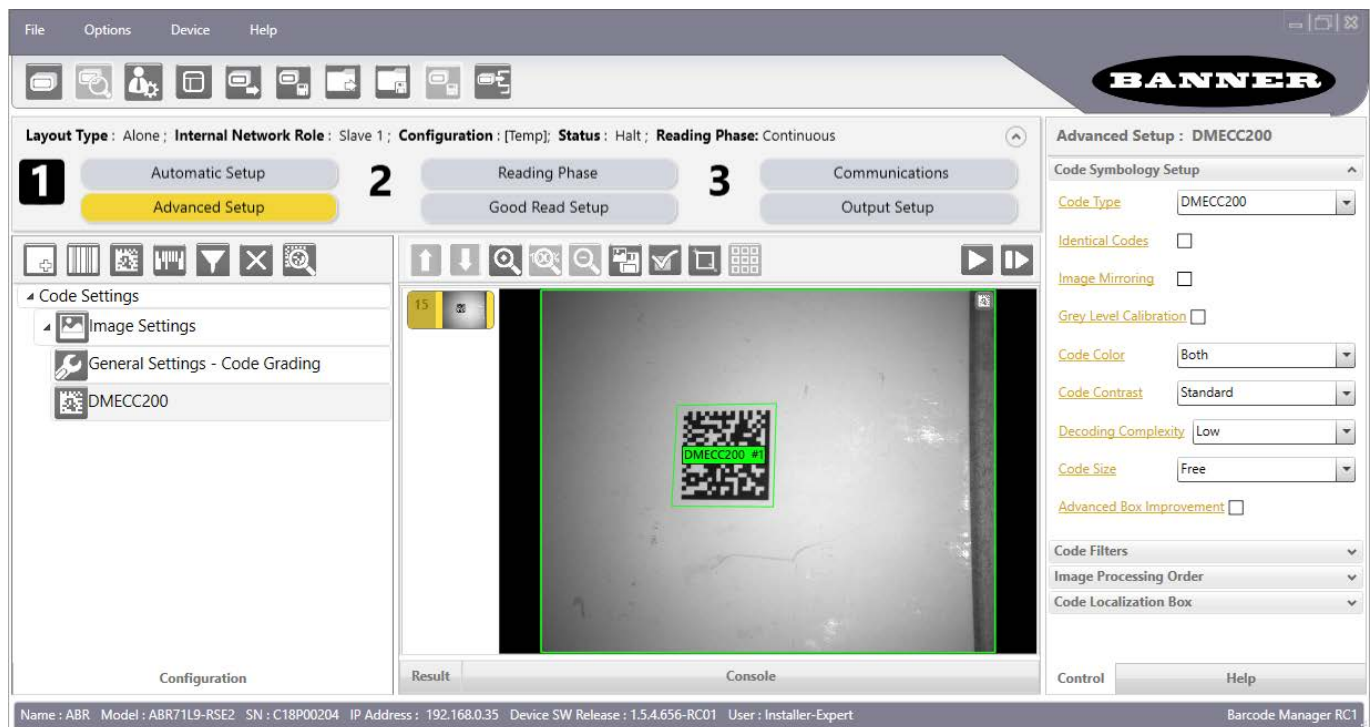 File Options Device Help
BANNER
Layout Type : Alone ; Internal Network Role : Slave 1 ; Configuration : [Temp]; Status : Halt ; Reading Phase: Continuous
1 Automatic Setup 2 Reading Phase 3 Communications
Advanced Setup Good Read Setup Output Setup
Code Settings
Image Settings
General Settings - Code Grading
DMECC200
Configuration
100%
15
DMECC200 #1
Result Console
Advanced Setup : DMECC200
Code Symbology Setup
Code Type DMECC200
Identical Codes
Image Mirroring
Grey Level Calibration
Code Color Both
Code Contrast Standard
Decoding Complexity Low
Code Size Free
Advanced Box Improvement
Code Filters
Image Processing Order
Code Localization Box
Control Help
Name : ABR Model : ABR71L9-RSE2 SN : C18P00204 IP Address : 192.168.0.35 Device SW Release : 1.5.4.656-RC01 User : Installer-Expert Barcode Manager RC1